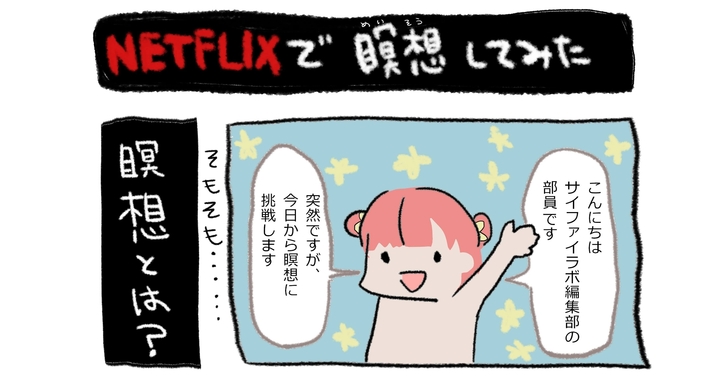 NETFLIXで瞑想してみた
めいそう
こんにちは
サイファイラボ編集部の
部員です
突然ですが、
今日から瞑想に
挑戦します
そもそも・・・・・・
瞑想とは?